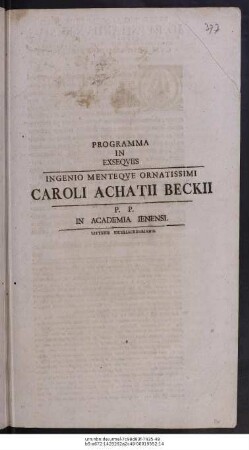 PROGRAMMA
IN
EXSEQVIIS
INGENIO MENTEQVE ORNATISSIMI
CAROLI ACHATII BECKII
P. P.
IN ACADEMIA IENENSI.